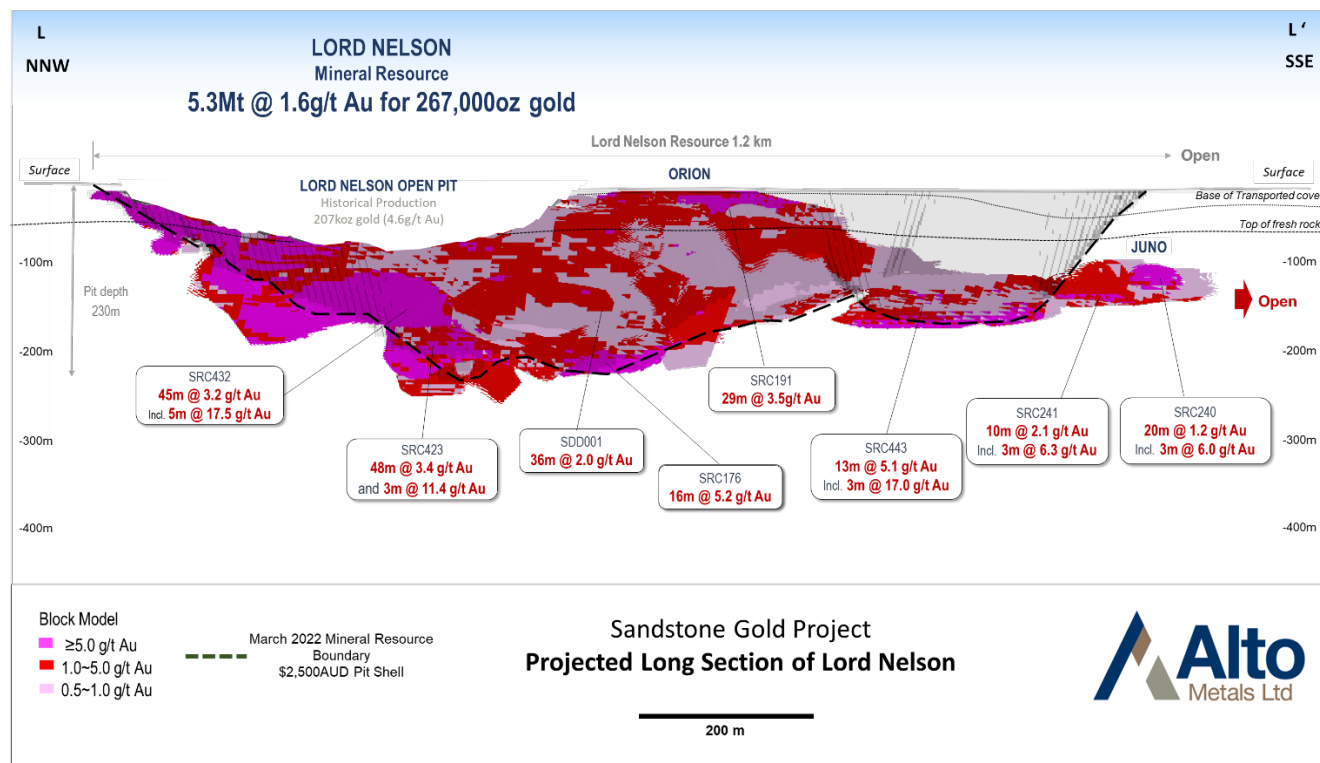 L
NNW
L ‘
SSE
LORD NELSON
Mineral Resource
5.3Mt @ 1.6g/t Au for 267,000oz gold
Lord Nelson Resource 1.2 km
Open
Surface
Surface
LORD NELSON OPEN PIT
Historical Production
207koz gold (4.6g/t Au)
ORION
Base of Transported cove
Top of fresh rock
JUNO
-100m
-100m
Pit depth
230m
Open
-200m
-200m
SRC432
45m @ 3.2 g/t Au
Incl. 5m @ 17.5 g/t Au
SRC423
48m @ 3.4 g/t Au
and 3m @ 11.4 g/t Au
SDD001
36m @ 2.0 g/t Au
SRC176
16m @ 5.2 g/t Au
SRC191
29m @ 3.5g/t Au
SRC443
13m @ 5.1 g/t Au
Incl. 3m @ 17.0 g/t Au
SRC241
10m @ 2.1 g/t Au
Incl. 3m @ 6.3 g/t Au
SRC240
20m @ 1.2 g/t Au
Incl. 3m @ 6.0 g/t Au
-300m
-300m
-400m
-400m
Block Model
≥5.0 g/t Au
1.0~5.0 g/t Au
0.5~1.0 g/t Au
March 2022 Mineral Resource
Boundary
$2,500AUD Pit Shell
Sandstone Gold Project
Projected Long Section of Lord Nelson
200 m
Alto
Metals Ltd